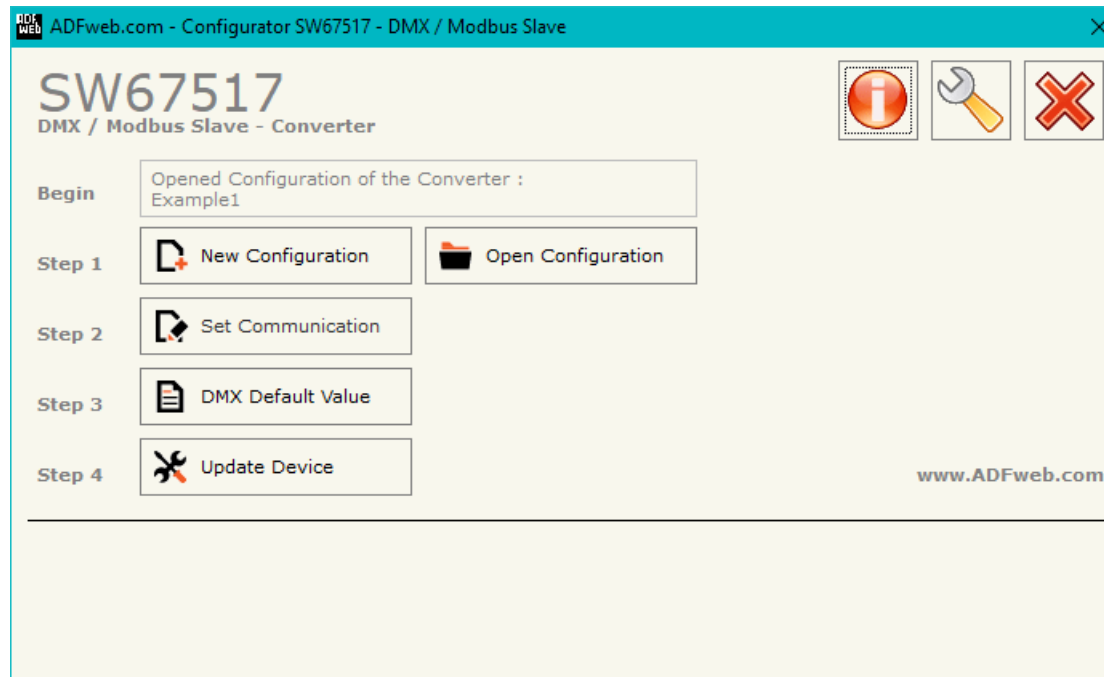 ADF
WEB
ADFweb.com - Configurator SW67517 - DMX / Modbus Slave
SW67517
DMX / Modbus Slave - Converter
Begin
Opened Configuration of the Converter :
Example1
Step 1
New Configuration
Open Configuration
Step 2
Set Communication
Step 3
DMX Default Value
Step 4
Update Device
www.ADFweb.com